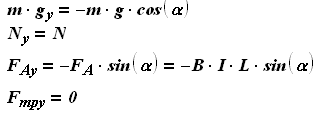 m · g_y = −m · g · cos(α)
N_y = N
F_Ay = −F_A · sin(α) = −B · I · L · sin(α)
F_mpy = 0